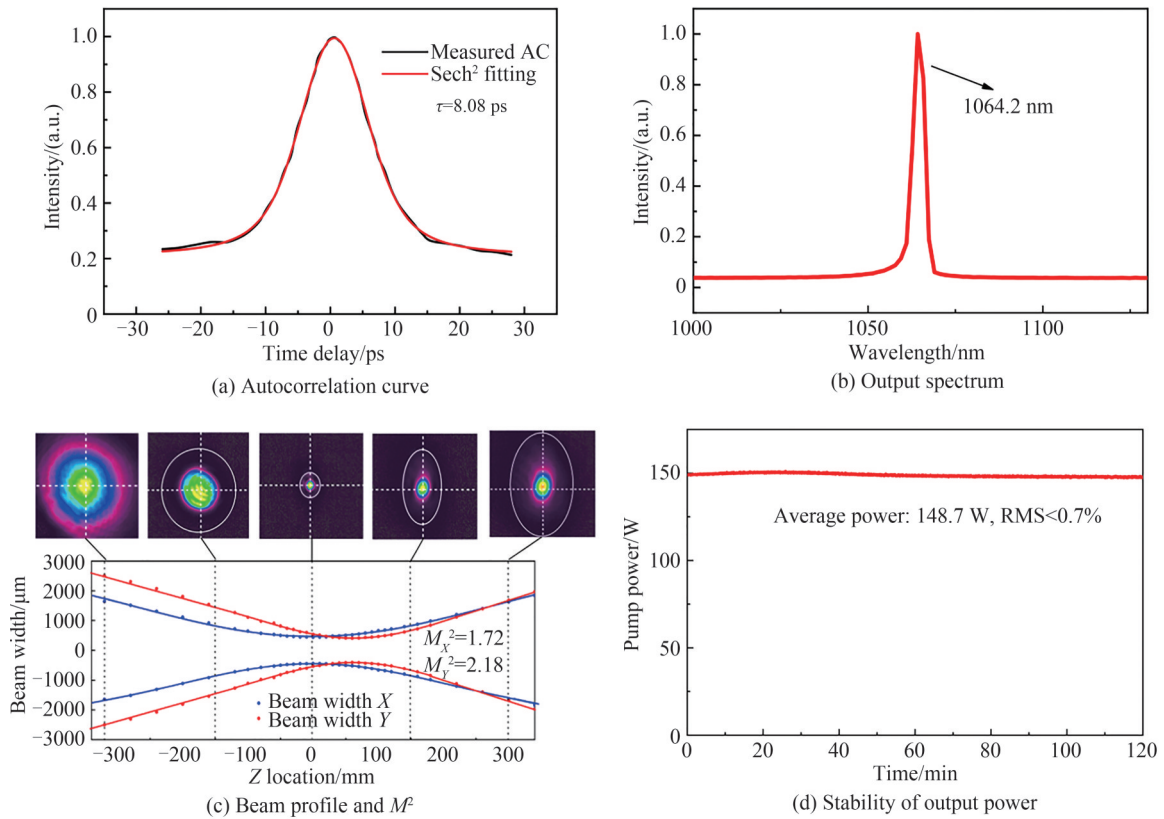 1.0
0.8
0.6
0.4
0.2
0
Intensity/(a.u.)
Measured AC
Sech² fitting
τ=8.08 ps
−30 −20 −10 0 10 20 30
Time delay/ps
(a) Autocorrelation curve
1.0
0.8
0.6
0.4
0.2
0
Intensity/(a.u.)
1064.2 nm
1000 1050 1100
Wavelength/nm
(b) Output spectrum
3000
2000
1000
0
−1000
−2000
−3000
Beam width/μm
M_X²=1.72
M_Y²=2.18
Beam width X
Beam width Y
−300 −200 −100 0 100 200 300
Z location/mm
(c) Beam profile and M²
150
100
50
0
Pump power/W
Average power: 148.7 W, RMS<0.7%
0 20 40 60 80 100 120
Time/min
(d) Stability of output power